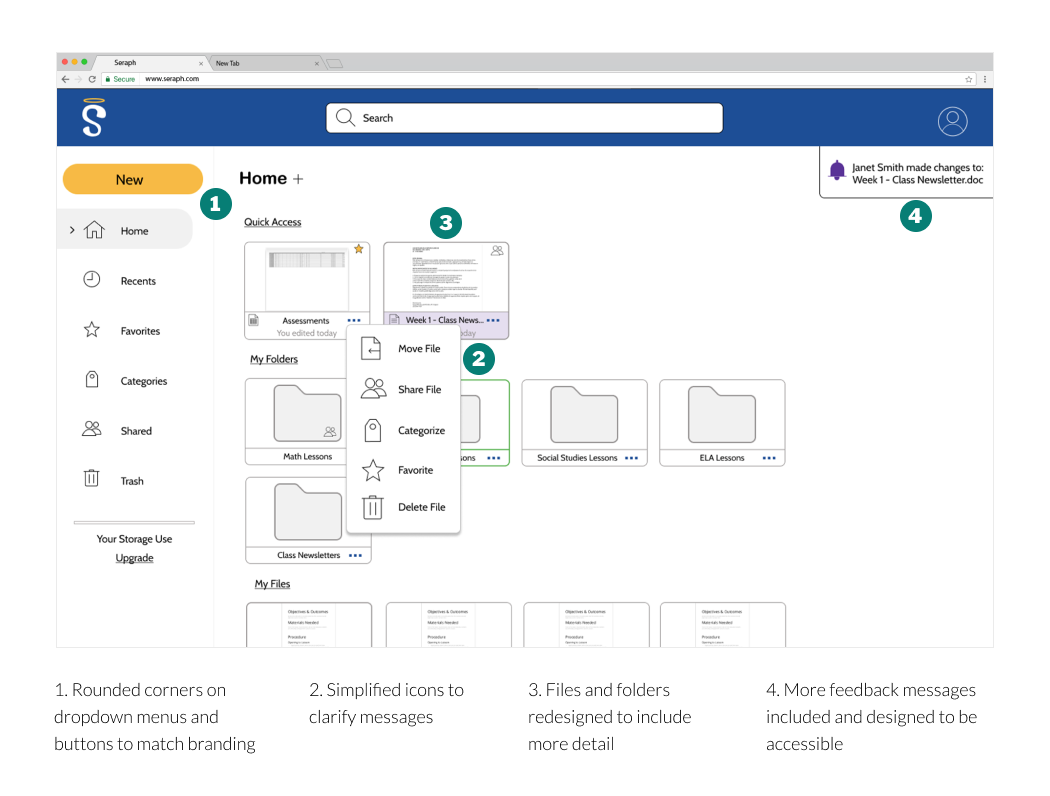 Seraph × New Tab ×
Secure www.seraph.com
S
Search
New
Home +
Janet Smith made changes to:
Week 1 - Class Newsletter.doc
1
3
4
Quick Access
Home
Recents
Favorites
Categories
Shared
Trash
Your Storage Use
Upgrade
Assessments
You edited today
Week 1 - Class News...
day
2
My Folders
Move File
Share File
Categorize
Favorite
Delete File
Math Lessons
ons
Social Studies Lessons
ELA Lessons
Class Newsletters
My Files
Objectives & Outcomes
Materials Needed
Procedure
Objectives & Outcomes
Materials Needed
Procedure
Objectives & Outcomes
Materials Needed
Procedure
Objectives & Outcomes
Materials Needed
Procedure
1. Rounded corners on
dropdown menus and
buttons to match branding
2. Simplified icons to
clarify messages
3. Files and folders
redesigned to include
more detail
4. More feedback messages
included and designed to be
accessible